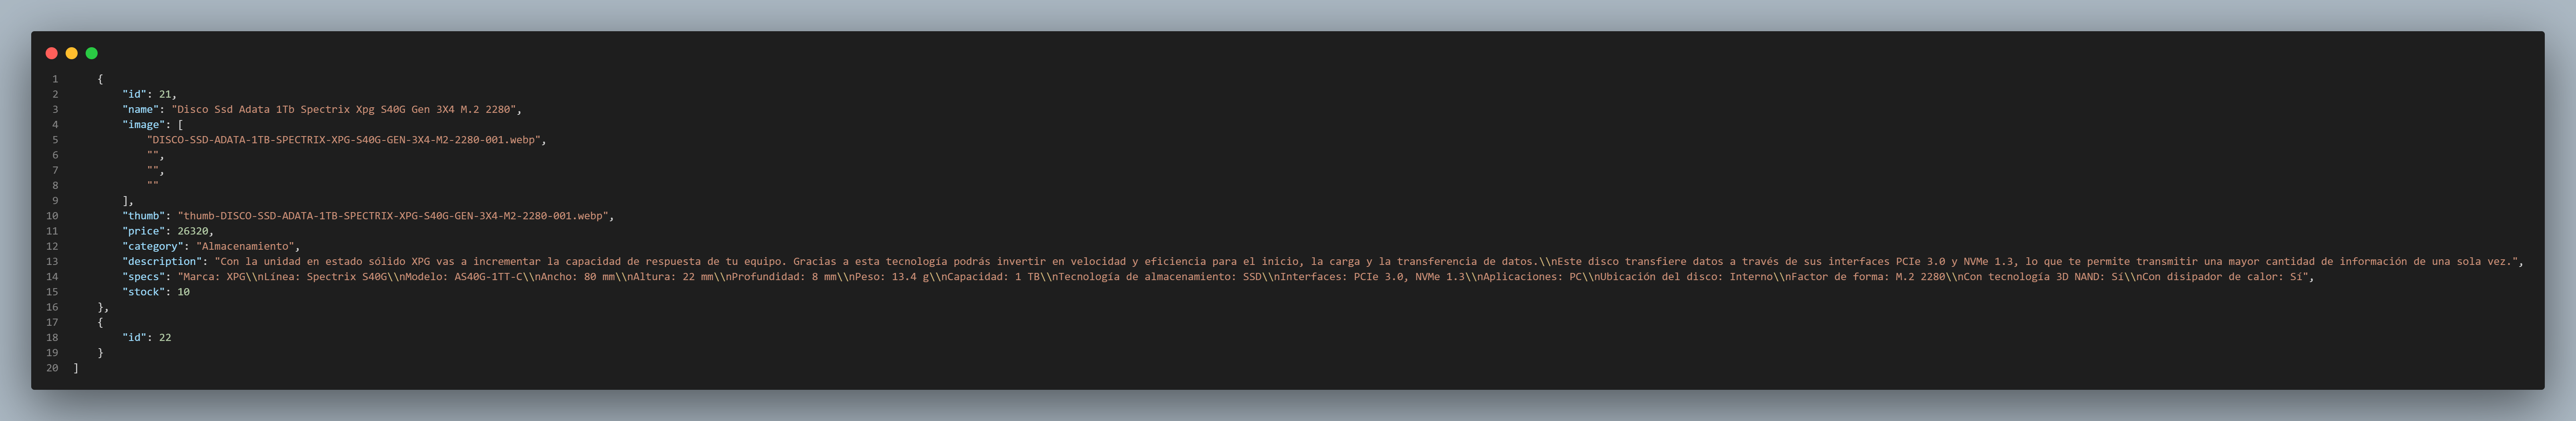 1 {
2 "id": 21,
3 "name": "Disco Ssd Adata 1Tb Spectrix Xpg S40G Gen 3X4 M.2 2280",
4 "image": [
5 "DISCO-SSD-ADATA-1TB-SPECTRIX-XPG-S40G-GEN-3X4-M2-2280-001.webp",
6 "",
7 "",
8 ""
9 ],
10 "thumb": "thumb-DISCO-SSD-ADATA-1TB-SPECTRIX-XPG-S40G-GEN-3X4-M2-2280-001.webp",
11 "price": 26320,
12 "category": "Almacenamiento",
13 "description": "Con la unidad en estado sólido XPG vas a incrementar la capacidad de respuesta de tu equipo. Gracias a esta tecnología podrás invertir en velocidad y eficiencia para el inicio, la carga y la transferencia de datos.\\nEste disco transfiere datos a través de sus interfaces PCIe 3.0 y NVMe 1.3, lo que te permite transmitir una mayor cantidad de información de una sola vez.",
14 "specs": "Marca: XPG\\nLínea: Spectrix S40G\\nModelo: AS40G-1TT-C\\nAncho: 80 mm\\nAltura: 22 mm\\nProfundidad: 8 mm\\nPeso: 13.4 g\\nCapacidad: 1 TB\\nTecnología de almacenamiento: SSD\\nInterfaces: PCIe 3.0, NVMe 1.3\\nAplicaciones: PC\\nUbicación del disco: Interno\\nFactor de forma: M.2 2280\\nCon tecnología 3D NAND: Sí\\nCon disipador de calor: Sí",
15 "stock": 10
16 },
17 {
18 "id": 22
19 }
20 ]